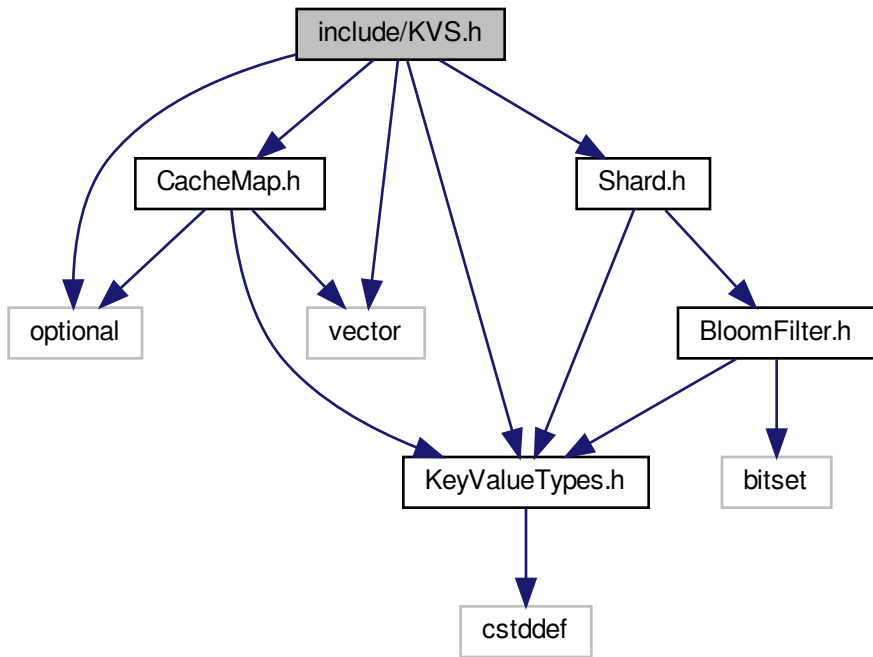 include/KVS.h
CacheMap.h
Shard.h
optional
vector
BloomFilter.h
KeyValueTypes.h
bitset
cstddef